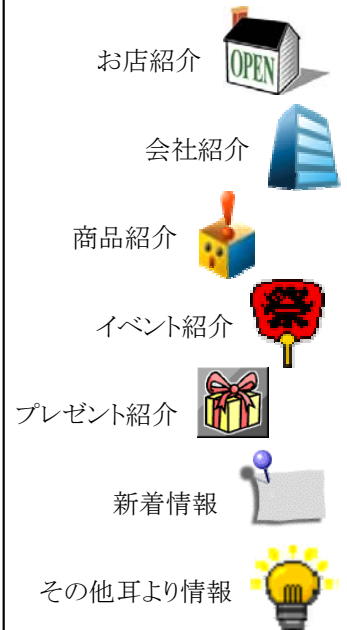 お店紹介
OPEN
会社紹介
商品紹介
イベント紹介
祭
プレゼント紹介
新着情報
その他耳より情報